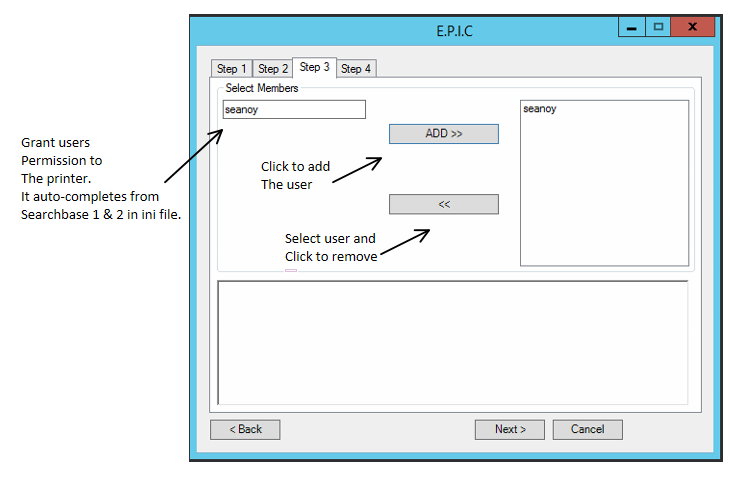 E.P.I.C
Step 1 Step 2 Step 3 Step 4
Select Members
seanoy
ADD >>
seanoy
Grant users
Permission to
The printer.
It auto-completes from
Searchbase 1 & 2 in ini file.
Click to add
The user
<<
Select user and
Click to remove
< Back
Next >
Cancel